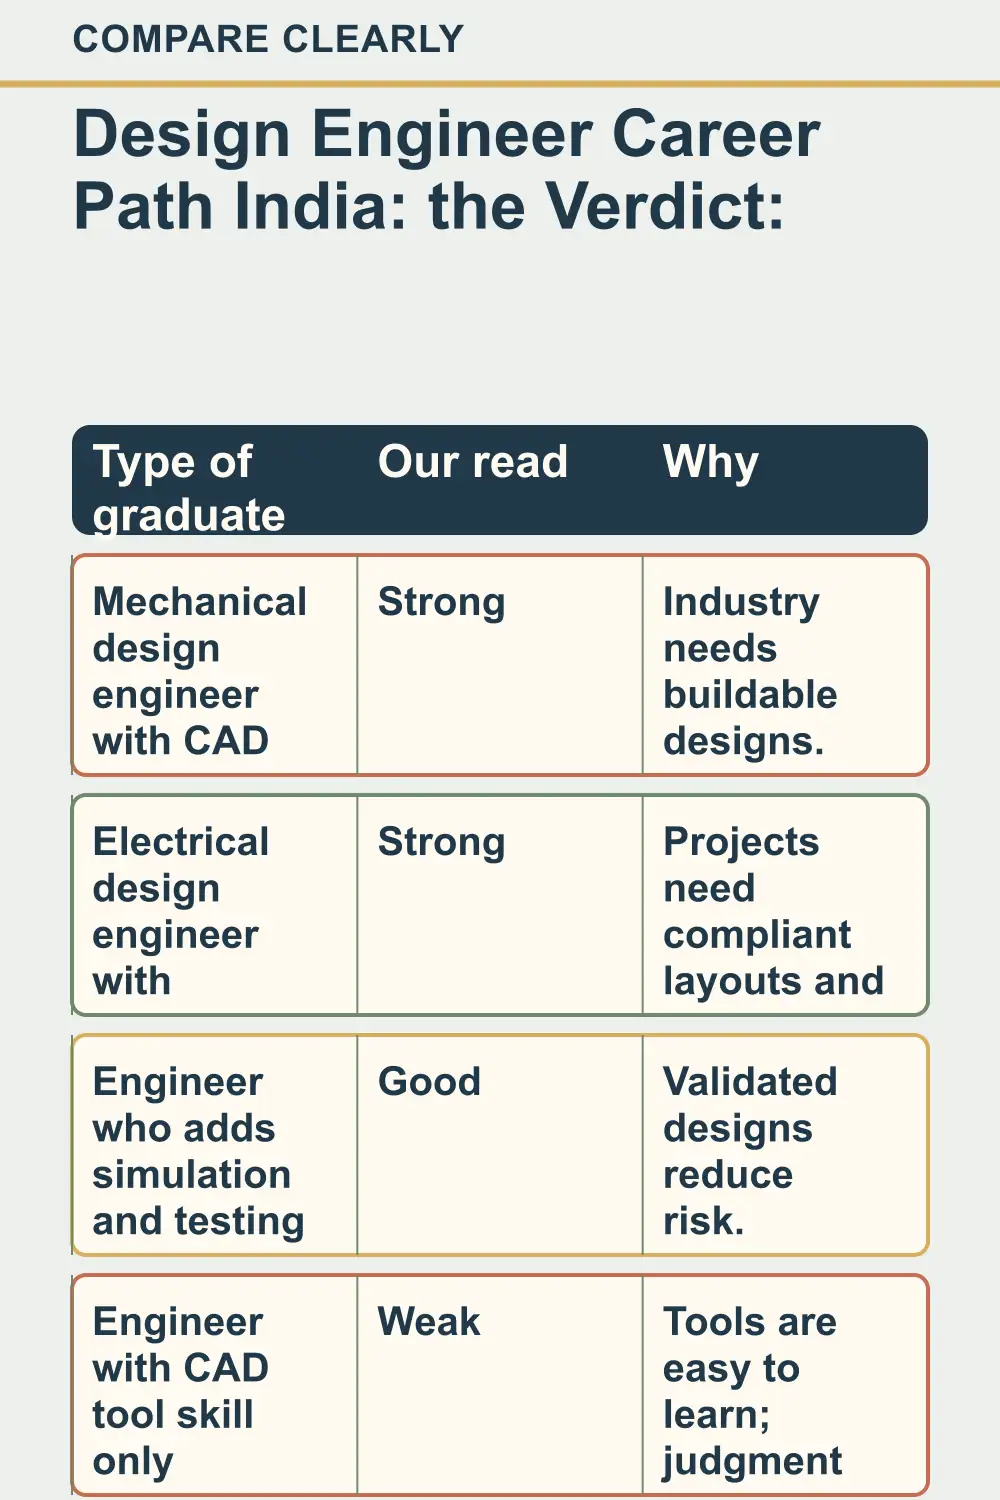 COMPARE CLEARLY
Design Engineer Career
Path India: the Verdict:
Type of
graduate
Our read
Why
Mechanical
design
engineer
with CAD
Strong
Industry
needs
buildable
designs.
Electrical
design
engineer
with
Strong
Projects
need
compliant
layouts and
Engineer
who adds
simulation
and testing
Good
Validated
designs
reduce
risk.
Engineer
with CAD
tool skill
only
Weak
Tools are
easy to
learn;
judgment